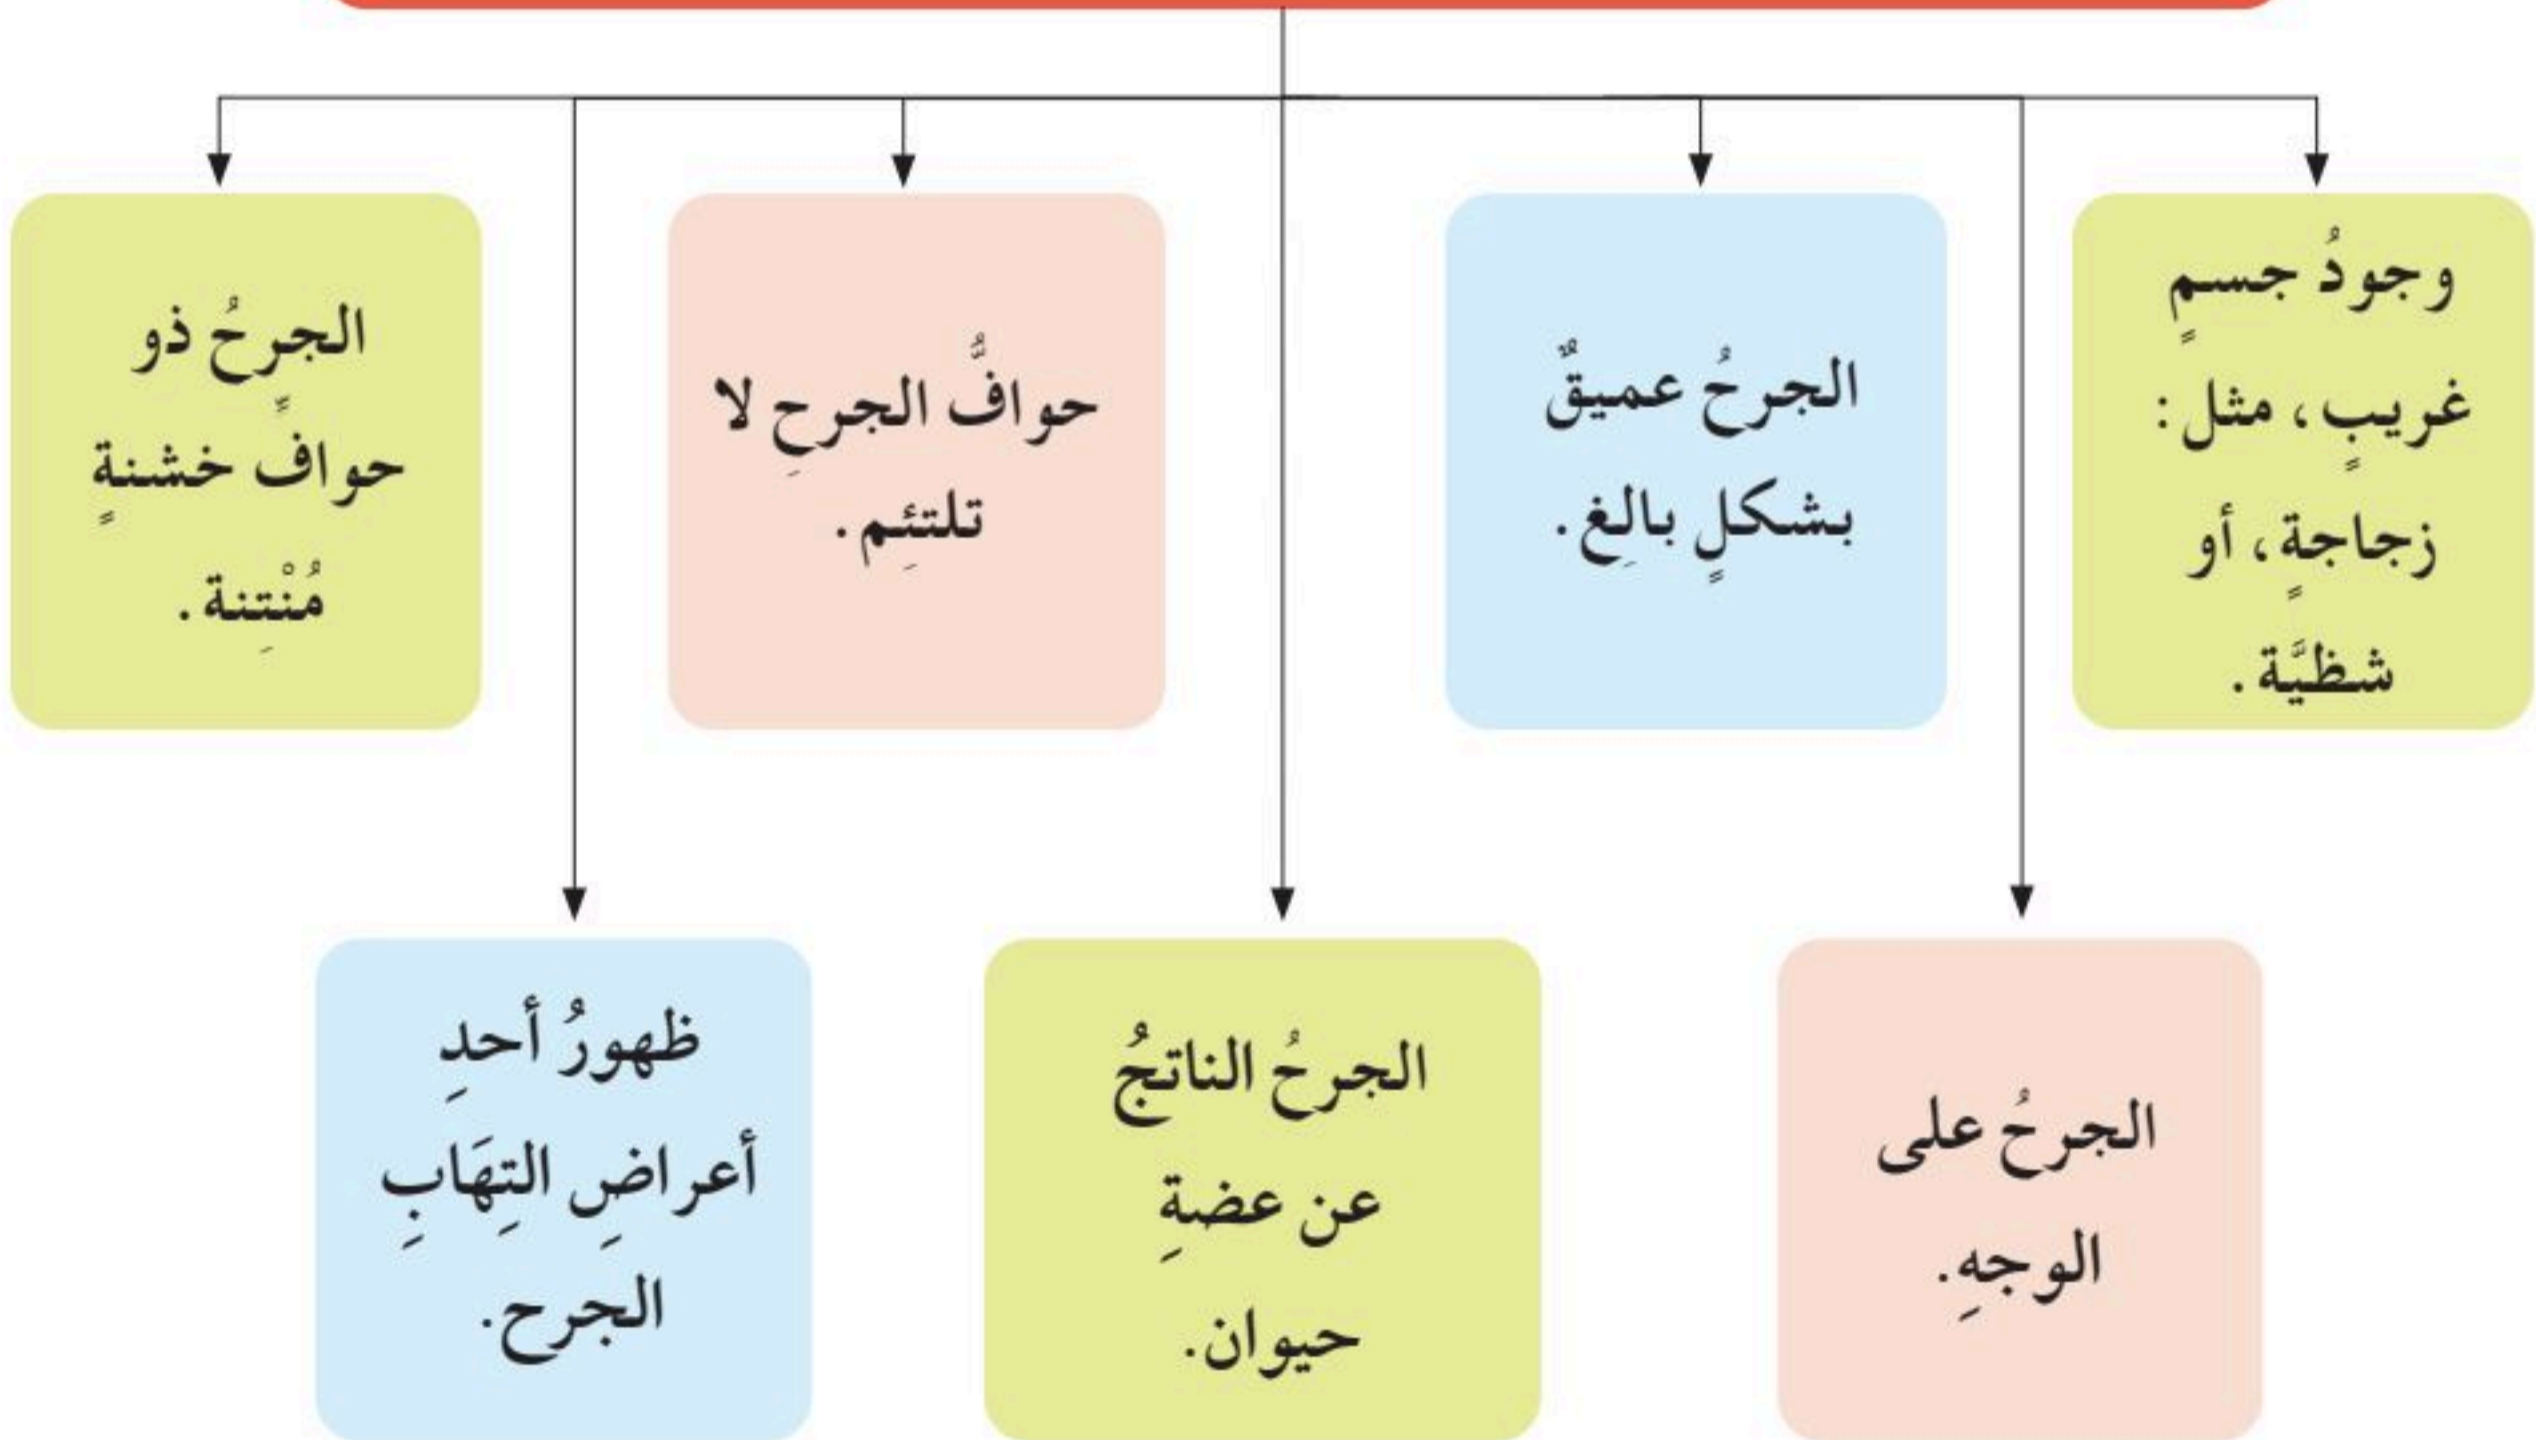 وجودُ جسمٍ
غريبٍ، مثل:
زجاجةٍ، أو
شظيَّة.
الجرحُ عميقٌ
بشكلٍ بالِغ.
حوافُّ الجرحِ لا
تلتئِم.
الجرحُ ذو
حوافٍّ خشنةٍ
مُنْتِنة.
الجرحُ على
الوجهِ.
الجرحُ الناتجُ
عن عضةِ
حيوان.
ظهورُ أحدِ
أعراضِ التِهَابِ
الجرح.